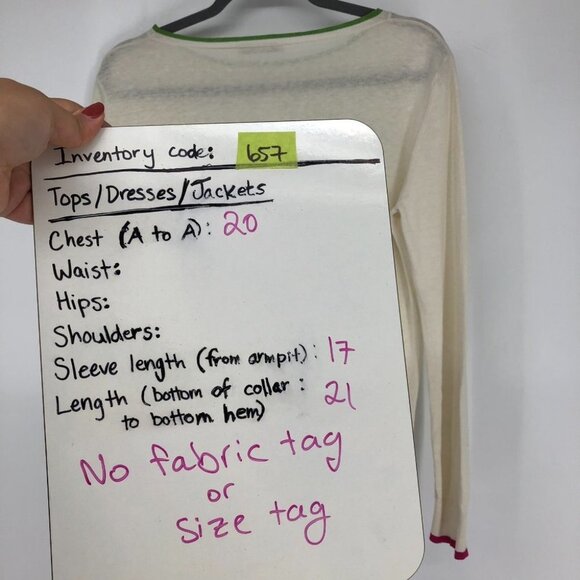 Inventory code: 657
Tops/Dresses/Jackets
Chest (A to A): 20
Waist:
Hips:
Shoulders:
Sleeve length (from armpit): 17
Length (bottom of collar : 21
to bottom hem)
No fabric tag
or
size tag